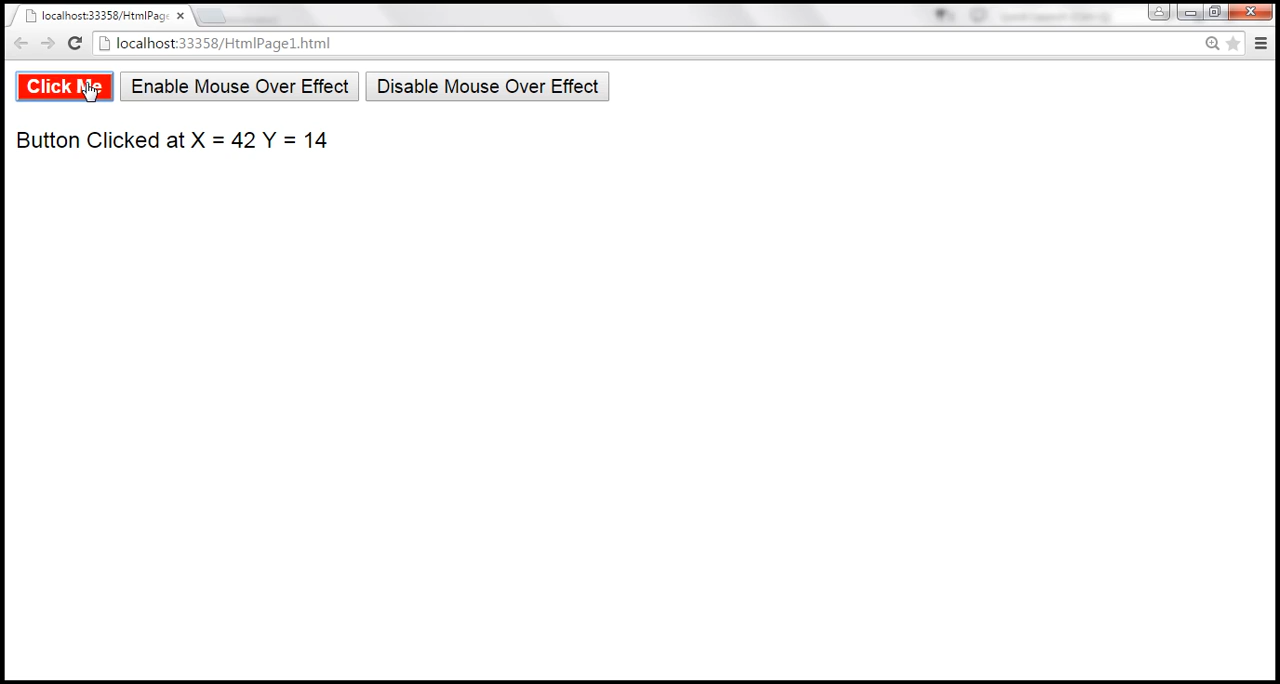 localhost:33358/HtmlPage
localhost:33358/HtmlPage1.html
Click Me
Enable Mouse Over Effect
Disable Mouse Over Effect
Button Clicked at X = 42 Y = 14